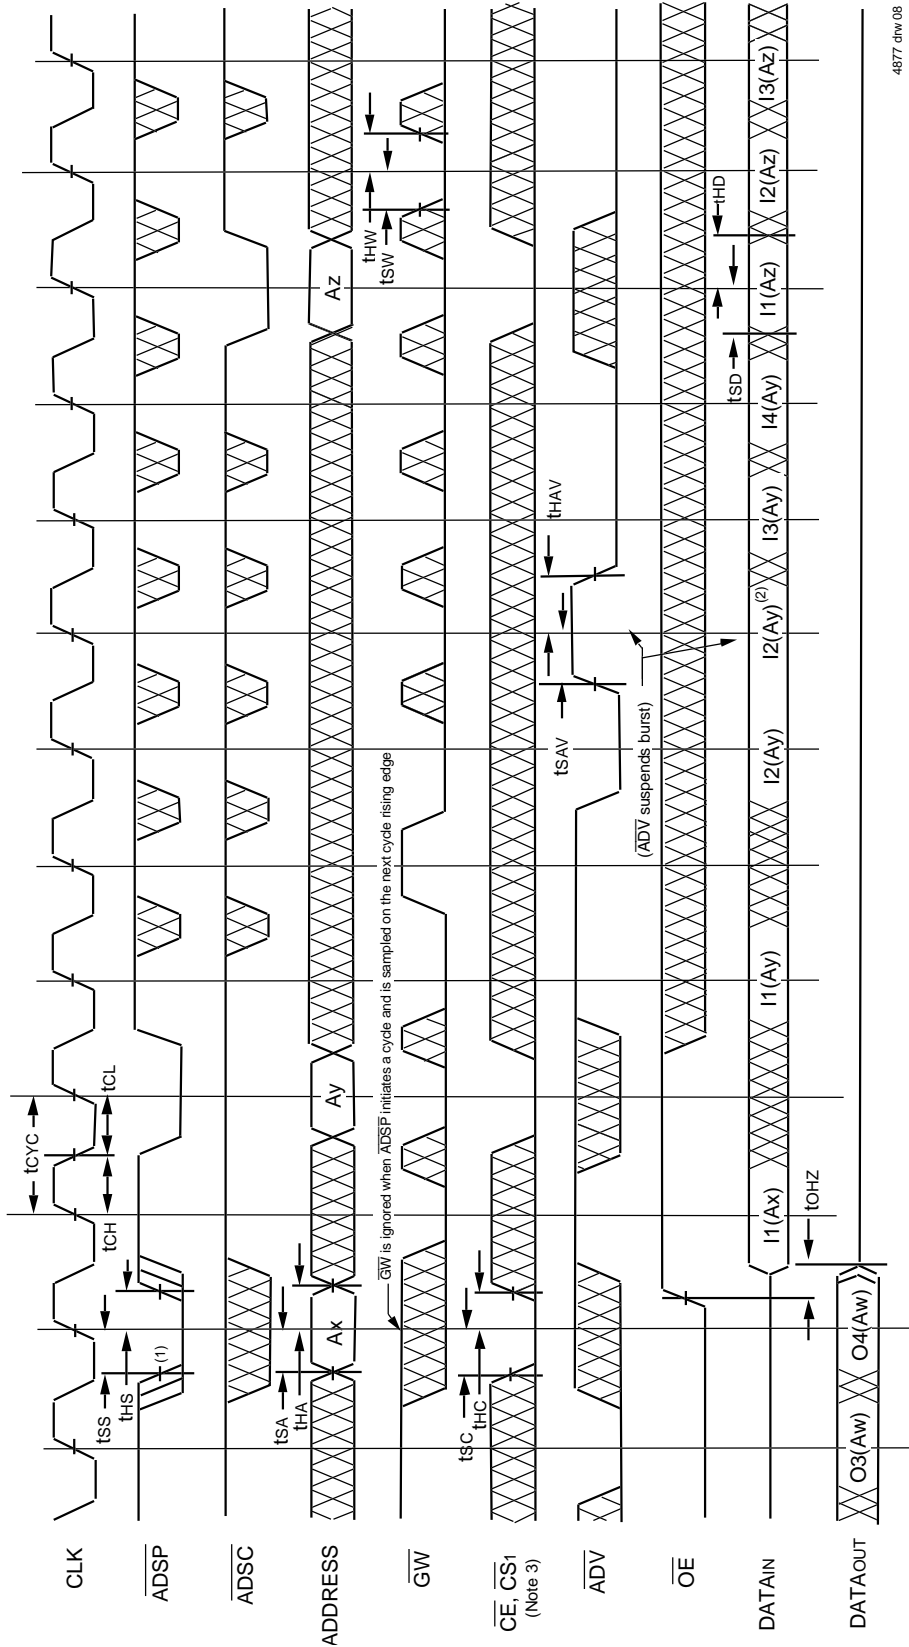 CLK
tCYC
tCH
tCL
ADSP
tSS
tHS
(1)
ADSC
ADDRESS
tSA
tHA
Ax
Ay
Az
GW
GW is ignored when ADSP initiates a cycle and is sampled on the next cycle rising edge
tHW
tSW
CE, CS1
(Note 3)
tSC
tHC
ADV
tSAV
tHAV
(ADV suspends burst)
OE
tOHZ
tSD
tHD
DATAIN
I1(Ax)
I1(Ay)
I2(Ay)
I2(Ay)(2)
I3(Ay)
I4(Ay)
I1(Az)
I2(Az)
I3(Az)
DATAOUT
O3(Aw)
O4(Aw)
4877 drw 08